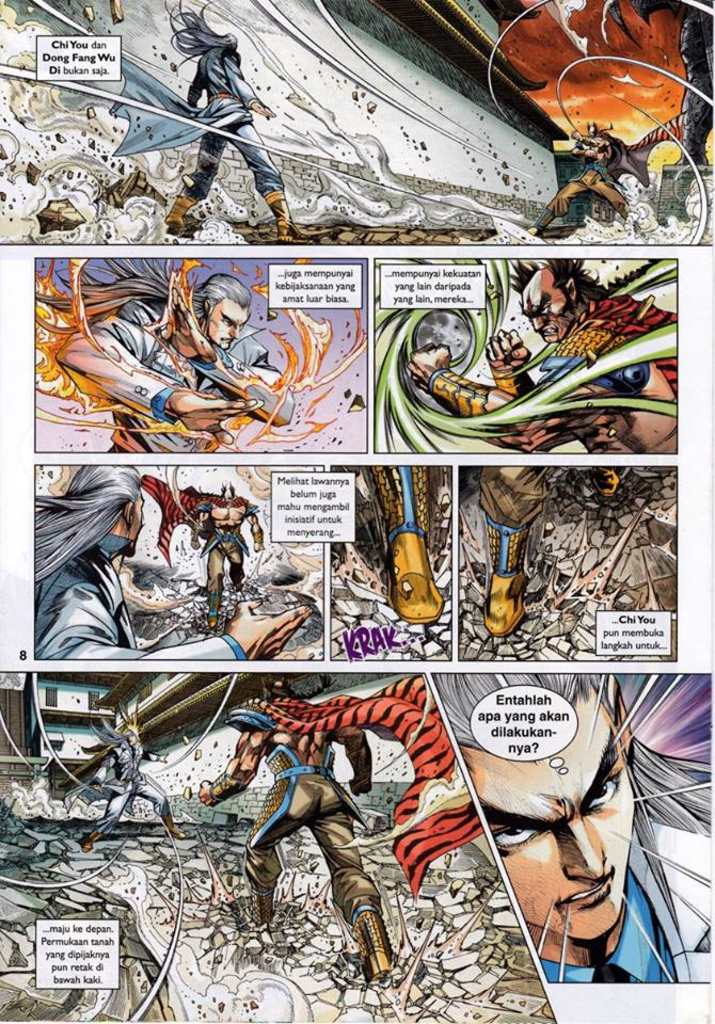 Chi You dan
Dong Fang Wu
Di bukan saja.
...juga mempunyai
kebijaksanaan yang
amat luar biasa.
...mempunyai kekuatan
yang lain daripada
yang lain, mereka...
Melihat lawannya
belum juga
mahu mengambil
inisiatif untuk
menyerang...
KRAK...
...Chi You
pun membuka
langkah untuk...
8
...maju ke depan.
Permukaan tanah
yang dipijaknya
pun retak di
bawah kaki.
Entahlah
apa yang akan
dilakukan-
nya?